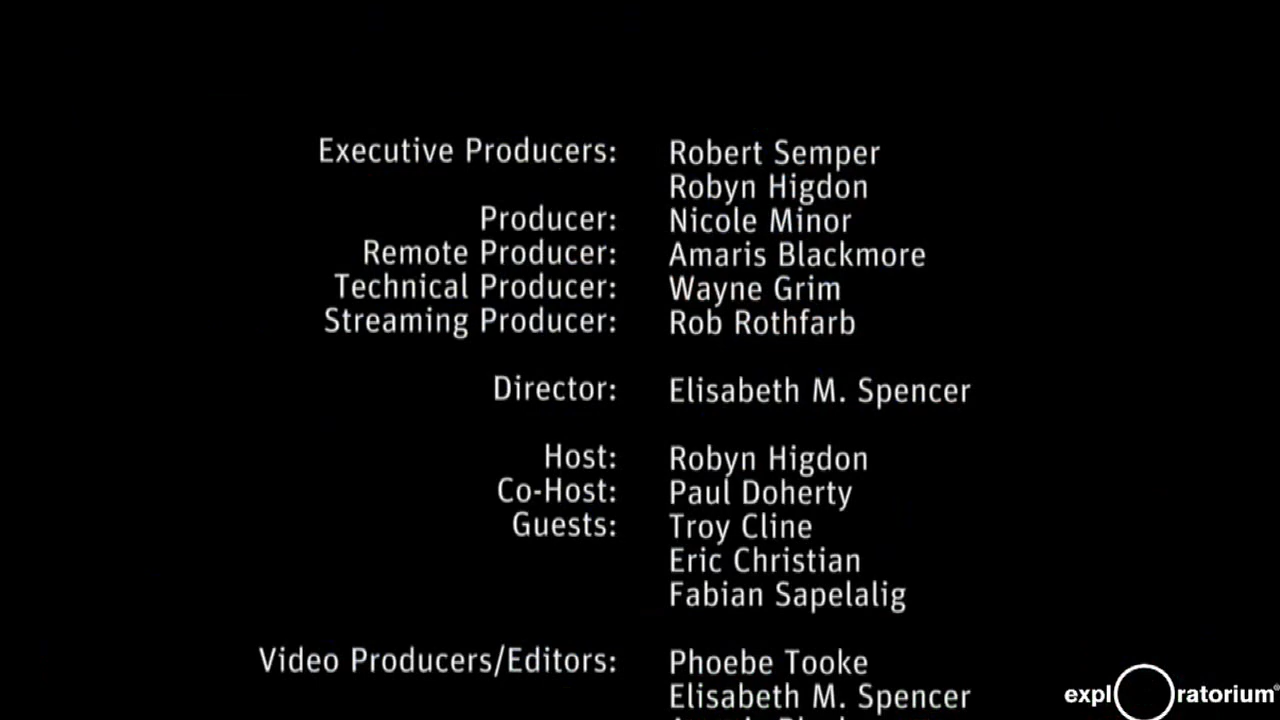 Executive Producers: Robert Semper
Robyn Higdon
Producer: Nicole Minor
Remote Producer: Amaris Blackmore
Technical Producer: Wayne Grim
Streaming Producer: Rob Rothfarb
Director: Elisabeth M. Spencer
Host: Robyn Higdon
Co-Host: Paul Doherty
Guests: Troy Cline
Eric Christian
Fabian Sapelalig
Video Producers/Editors: Phoebe Tooke
Elisabeth M. Spencer
explOratorium®